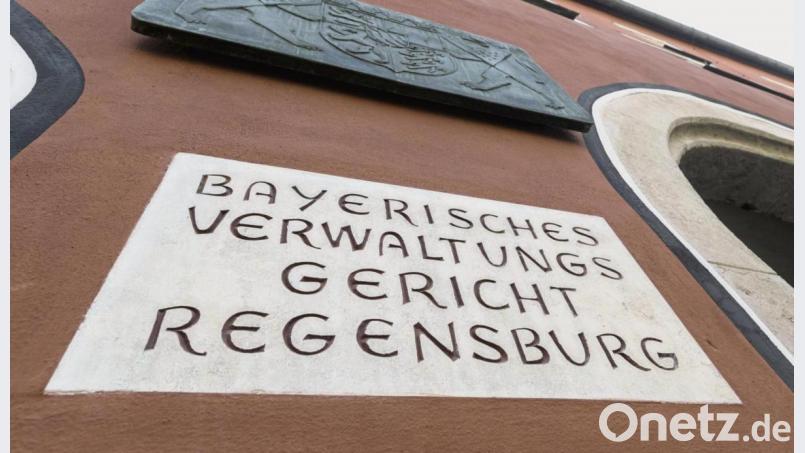 BAYERISCHES
VERWALTUNGS
GERICHT
REGENSBURG
Onetz.de